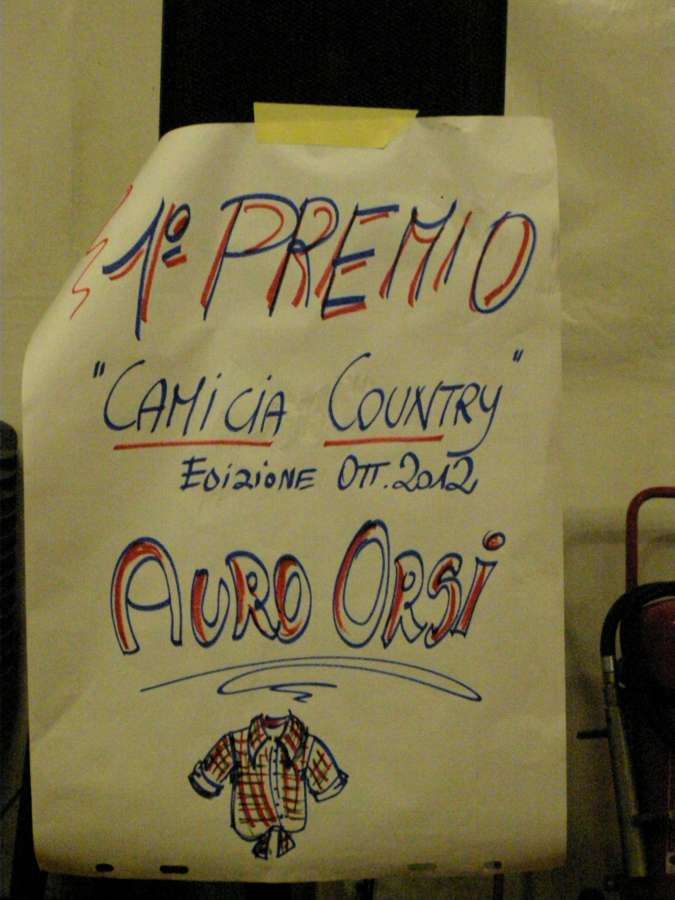 1º PREMIO
"CAMiCiA COUNTRY"
EDiZiONE OTT. 2012
AURO ORSi